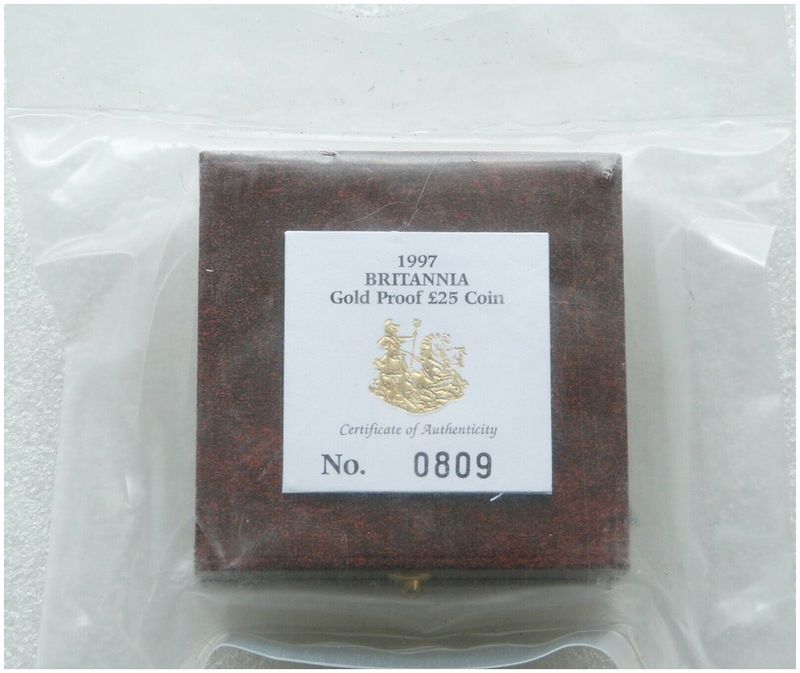 1997
BRITANNIA
Gold Proof £25 Coin
Certificate of Authenticity
No. 0809